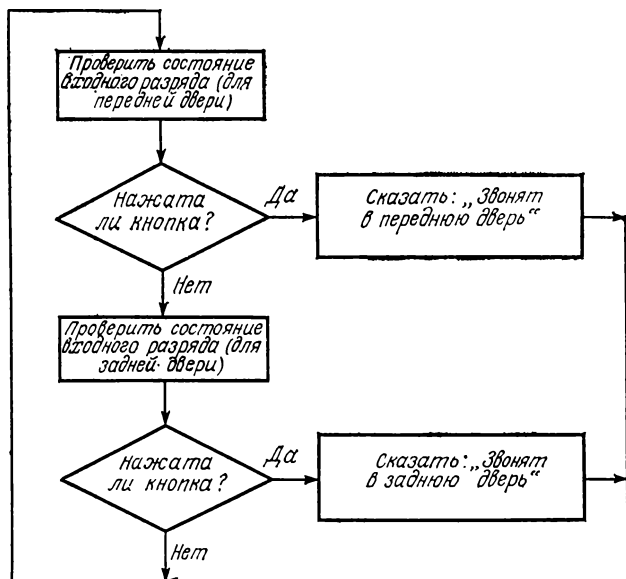 Проверить состояние
входного разряда (для
передней двери)
Нажата
ли кнопка?
Да
Сказать: „Звонят
в переднюю дверь“
Нет
Проверить состояние
входного разряда (для
задней двери)
Нажата
ли кнопка?
Да
Сказать: „Звонят
в заднюю дверь“
Нет